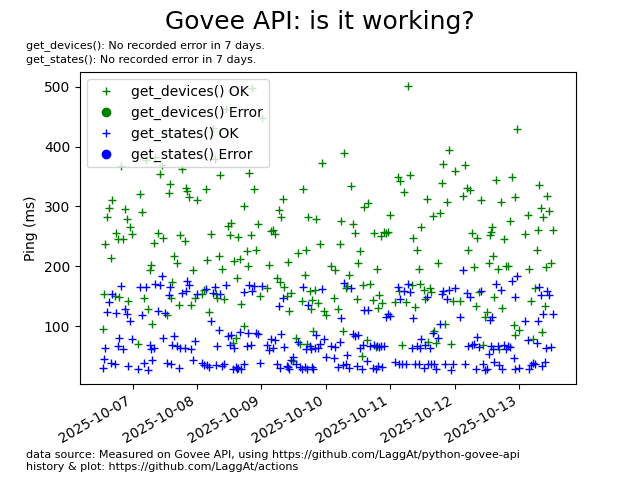 Govee API: is it working?
get_devices(): No recorded error in 7 days.
get_states(): No recorded error in 7 days.
500
400
300
200
100
Ping (ms)
get_devices() OK
get_devices() Error
get_states() OK
get_states() Error
2025-10-07
2025-10-08
2025-10-09
2025-10-10
2025-10-11
2025-10-12
2025-10-13
data source: Measured on Govee API, using https://github.com/LaggAt/python-govee-api
history & plot: https://github.com/LaggAt/actions